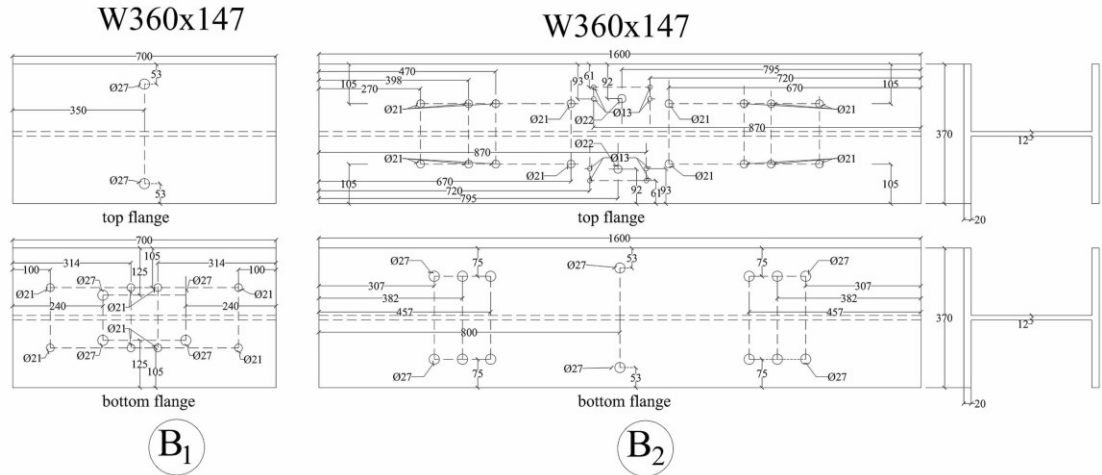 W360x147
W360x147
700
Ø27
53
350
Ø27
53
top flange
1600
795
720
670
470
398
270
105
93
61
92
Ø21
Ø21
Ø22
Ø13
Ø21
Ø21
870
870
Ø22
Ø13
Ø21
Ø21
Ø21
Ø21
105
670
720
795
92
61
93
105
105
top flange
370
12
20
700
314
105
314
100
125
100
Ø27
Ø27
Ø21
Ø21
Ø21
240
240
Ø21
Ø21
Ø27
Ø27
Ø21
125
105
bottom flange
1600
Ø27
75
Ø27
53
75
Ø27
307
307
382
382
457
457
800
Ø27
75
Ø27
53
75
Ø27
bottom flange
370
12
20
B1
B2